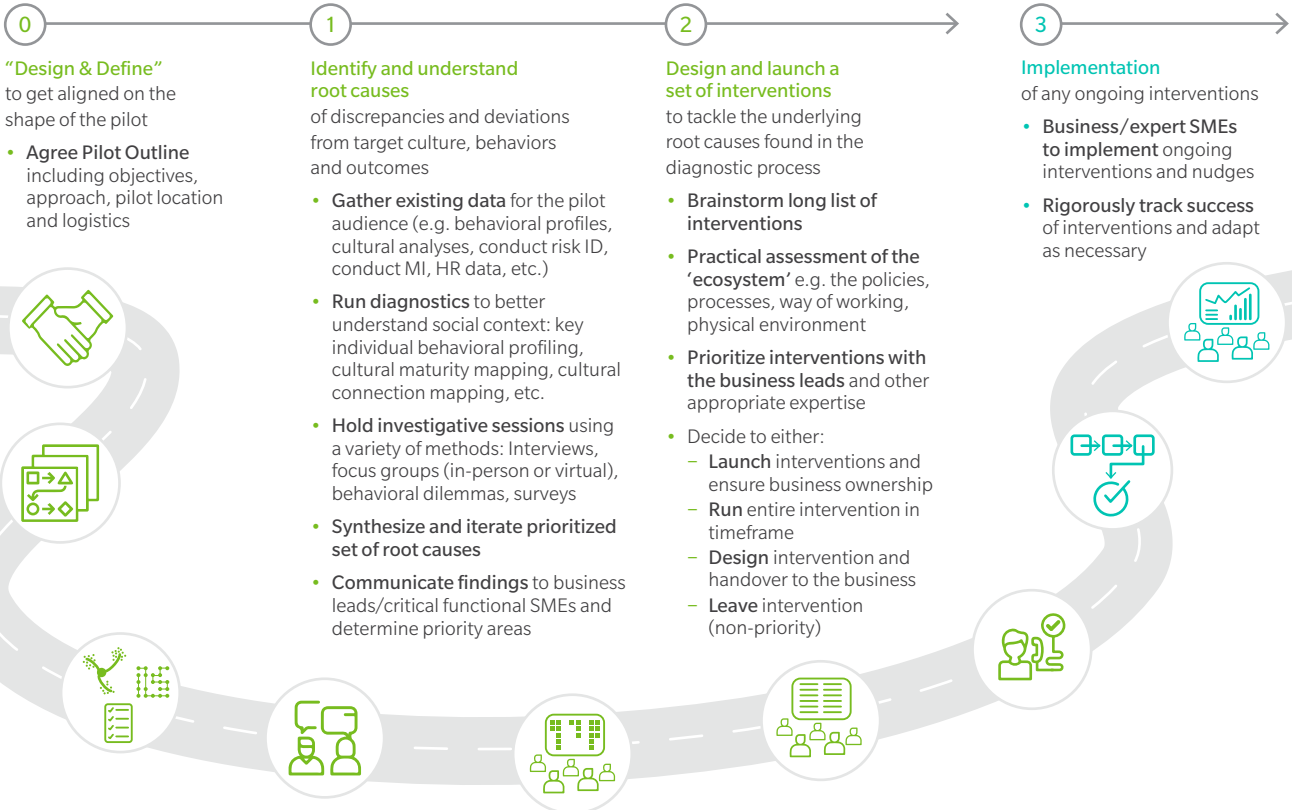 0
"Design & Define"
to get aligned on the
shape of the pilot
• Agree Pilot Outline
including objectives,
approach, pilot location
and logistics
1
Identify and understand
root causes
of discrepancies and deviations
from target culture, behaviors
and outcomes
• Gather existing data for the pilot
audience (e.g. behavioral profiles,
cultural analyses, conduct risk ID,
conduct MI, HR data, etc.)
• Run diagnostics to better
understand social context: key
individual behavioral profiling,
cultural maturity mapping, cultural
connection mapping, etc.
• Hold investigative sessions using
a variety of methods: Interviews,
focus groups (in-person or virtual),
behavioral dilemmas, surveys
• Synthesize and iterate prioritized
set of root causes
• Communicate findings to business
leads/critical functional SMEs and
determine priority areas
2
Design and launch a
set of interventions
to tackle the underlying
root causes found in the
diagnostic process
• Brainstorm long list of
interventions
• Practical assessment of the
'ecosystem' e.g. the policies,
processes, way of working,
physical environment
• Prioritize interventions with
the business leads and other
appropriate expertise
• Decide to either:
– Launch interventions and
ensure business ownership
– Run entire intervention in
timeframe
– Design intervention and
handover to the business
– Leave intervention
(non-priority)
3
Implementation
of any ongoing interventions
• Business/expert SMEs
to implement ongoing
interventions and nudges
• Rigorously track success
of interventions and adapt
as necessary